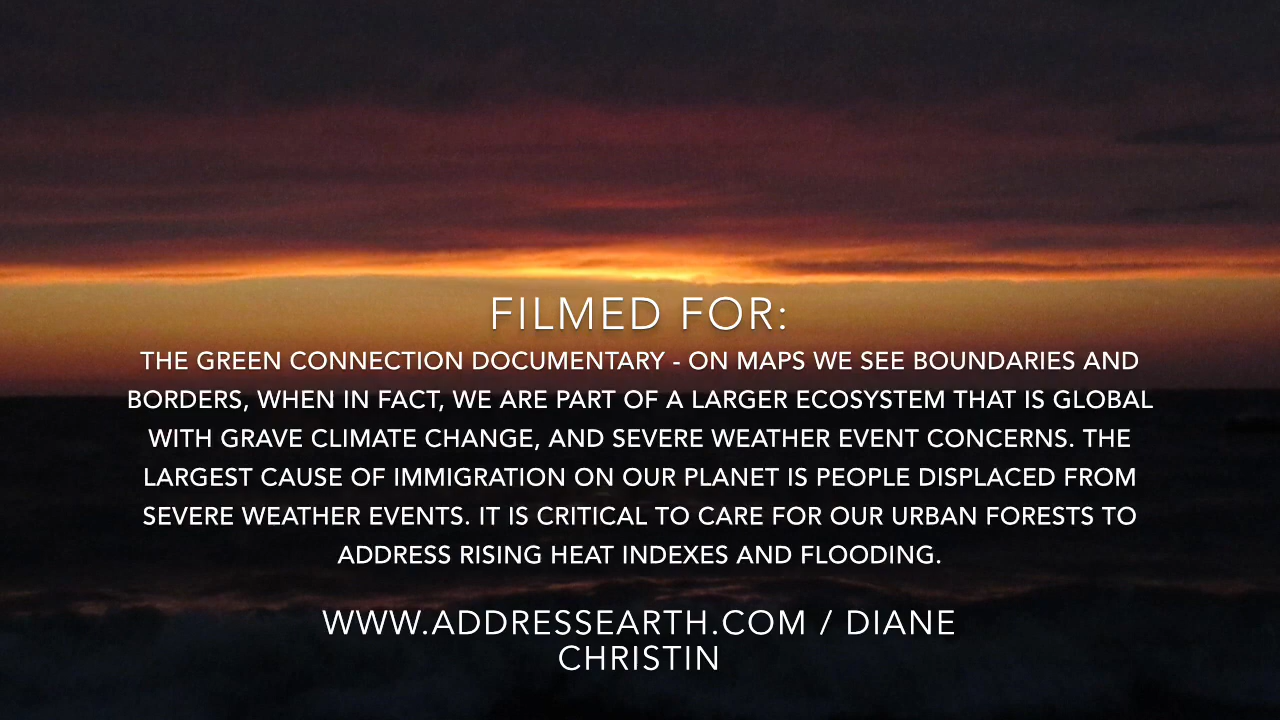 FILMED FOR:
THE GREEN CONNECTION DOCUMENTARY - ON MAPS WE SEE BOUNDARIES AND
BORDERS, WHEN IN FACT, WE ARE PART OF A LARGER ECOSYSTEM THAT IS GLOBAL
WITH GRAVE CLIMATE CHANGE, AND SEVERE WEATHER EVENT CONCERNS. THE
LARGEST CAUSE OF IMMIGRATION ON OUR PLANET IS PEOPLE DISPLACED FROM
SEVERE WEATHER EVENTS. IT IS CRITICAL TO CARE FOR OUR URBAN FORESTS TO
ADDRESS RISING HEAT INDEXES AND FLOODING.
WWW.ADDRESSEARTH.COM / DIANE
CHRISTIN